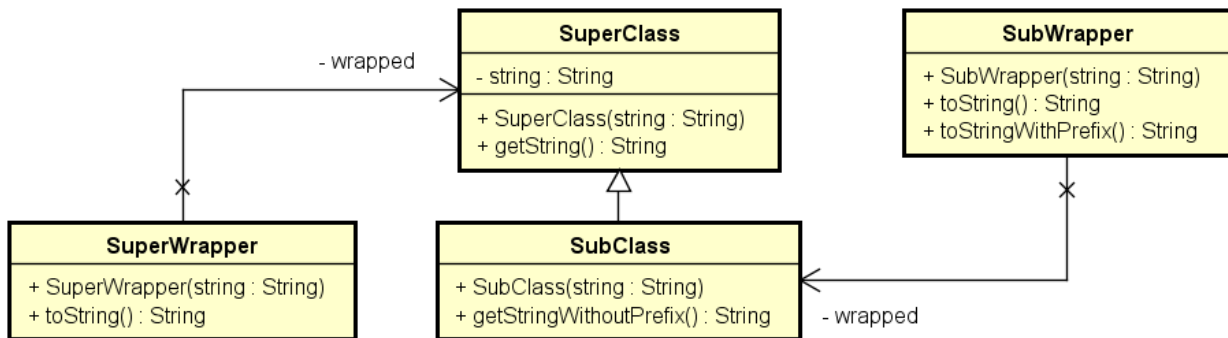 SuperClass
- string : String
+ SuperClass(string : String)
+ getString() : String
SubWrapper
+ SubWrapper(string : String)
+ toString() : String
+ toStringWithPrefix() : String
- wrapped
SuperWrapper
+ SuperWrapper(string : String)
+ toString() : String
SubClass
+ SubClass(string : String)
+ getStringWithoutPrefix() : String
- wrapped